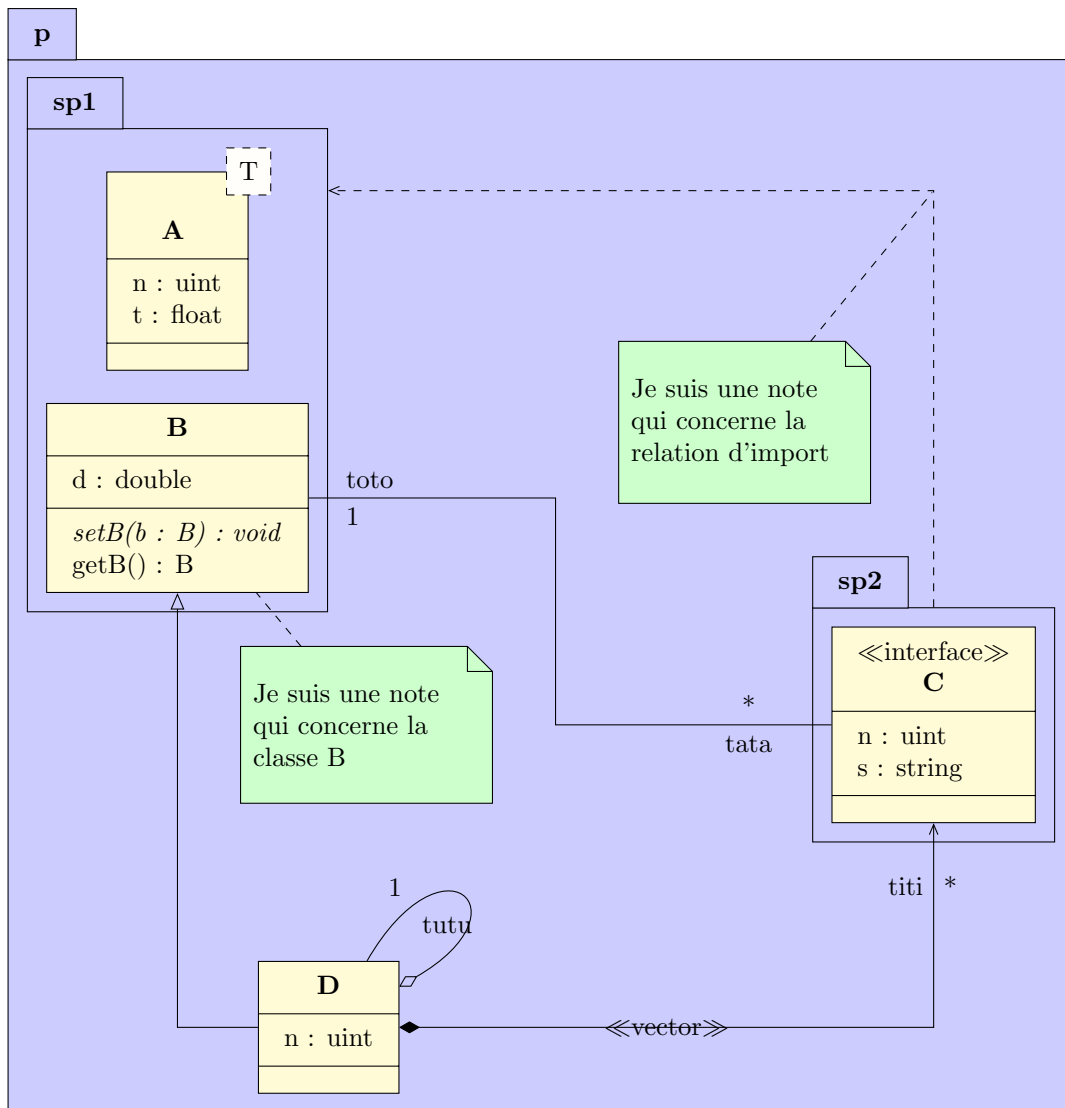 p
sp1
T
A
n : uint
t : float
B
d : double
setB(b : B) : void
getB() : B
toto
1
Je suis une note
qui concerne la
relation d'import
Je suis une note
qui concerne la
classe B
sp2
≪interface≫
C
n : uint
s : string
*
tata
titi
*
1
tutu
D
n : uint
≪vector≫